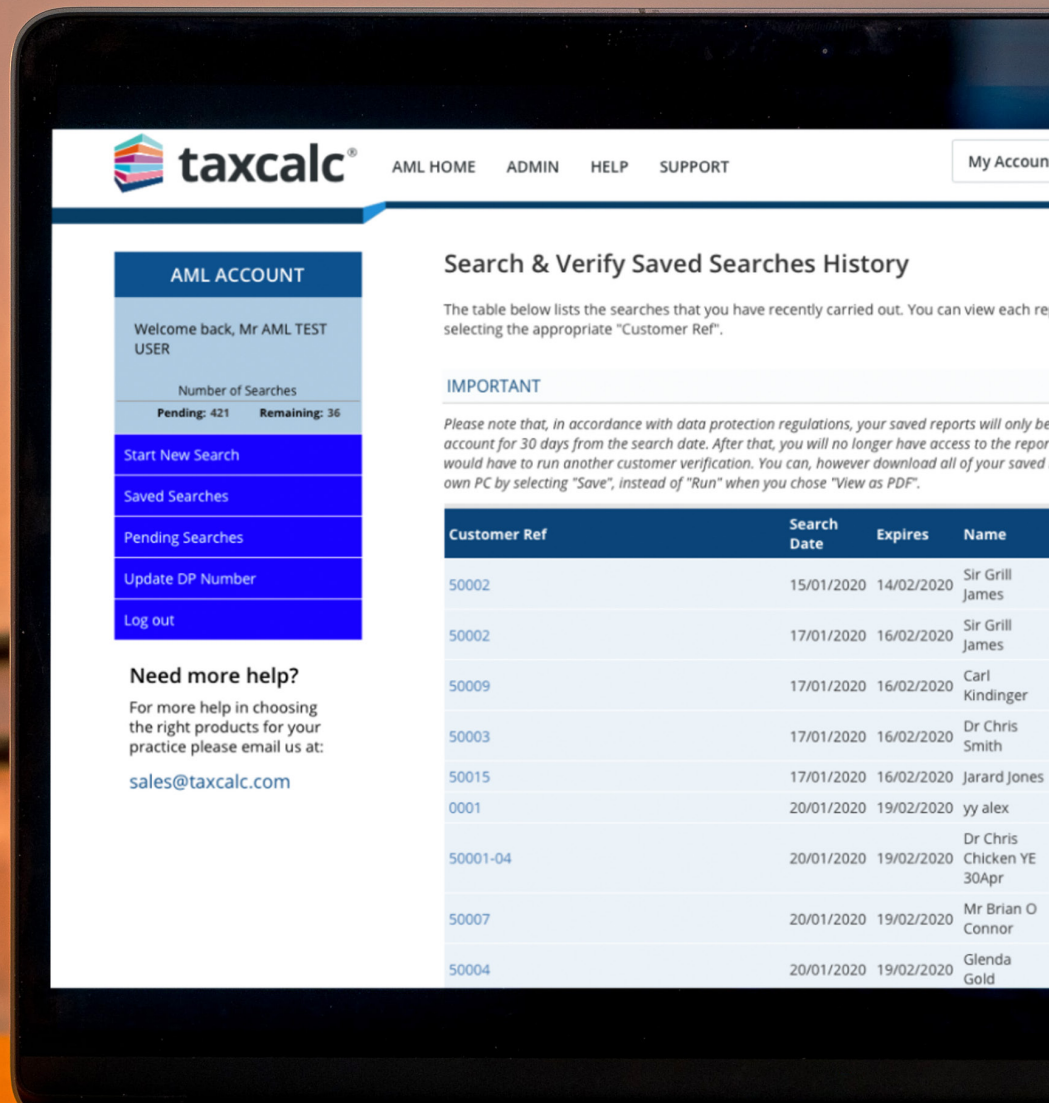 taxcalc®
AML HOME ADMIN HELP SUPPORT
My Accoun
AML ACCOUNT
Welcome back, Mr AML TEST
USER
Number of Searches
Pending: 421 Remaining: 36
Start New Search
Saved Searches
Pending Searches
Update DP Number
Log out
Need more help?
For more help in choosing
the right products for your
practice please email us at:
sales@taxcalc.com
Search & Verify Saved Searches History
The table below lists the searches that you have recently carried out. You can view each re
selecting the appropriate "Customer Ref".
IMPORTANT
Please note that, in accordance with data protection regulations, your saved reports will only be
account for 30 days from the search date. After that, you will no longer have access to the repor
would have to run another customer verification. You can, however download all of your saved
own PC by selecting "Save", instead of "Run" when you chose "View as PDF".
Customer Ref Search Date Expires Name
50002 15/01/2020 14/02/2020 Sir Grill
James
50002 17/01/2020 16/02/2020 Sir Grill
James
50009 17/01/2020 16/02/2020 Carl
Kindinger
50003 17/01/2020 16/02/2020 Dr Chris
Smith
50015 17/01/2020 16/02/2020 Jarard Jones
0001 20/01/2020 19/02/2020 yy alex
50001-04 20/01/2020 19/02/2020 Dr Chris
Chicken YE
30Apr
50007 20/01/2020 19/02/2020 Mr Brian O
Connor
50004 20/01/2020 19/02/2020 Glenda
Gold